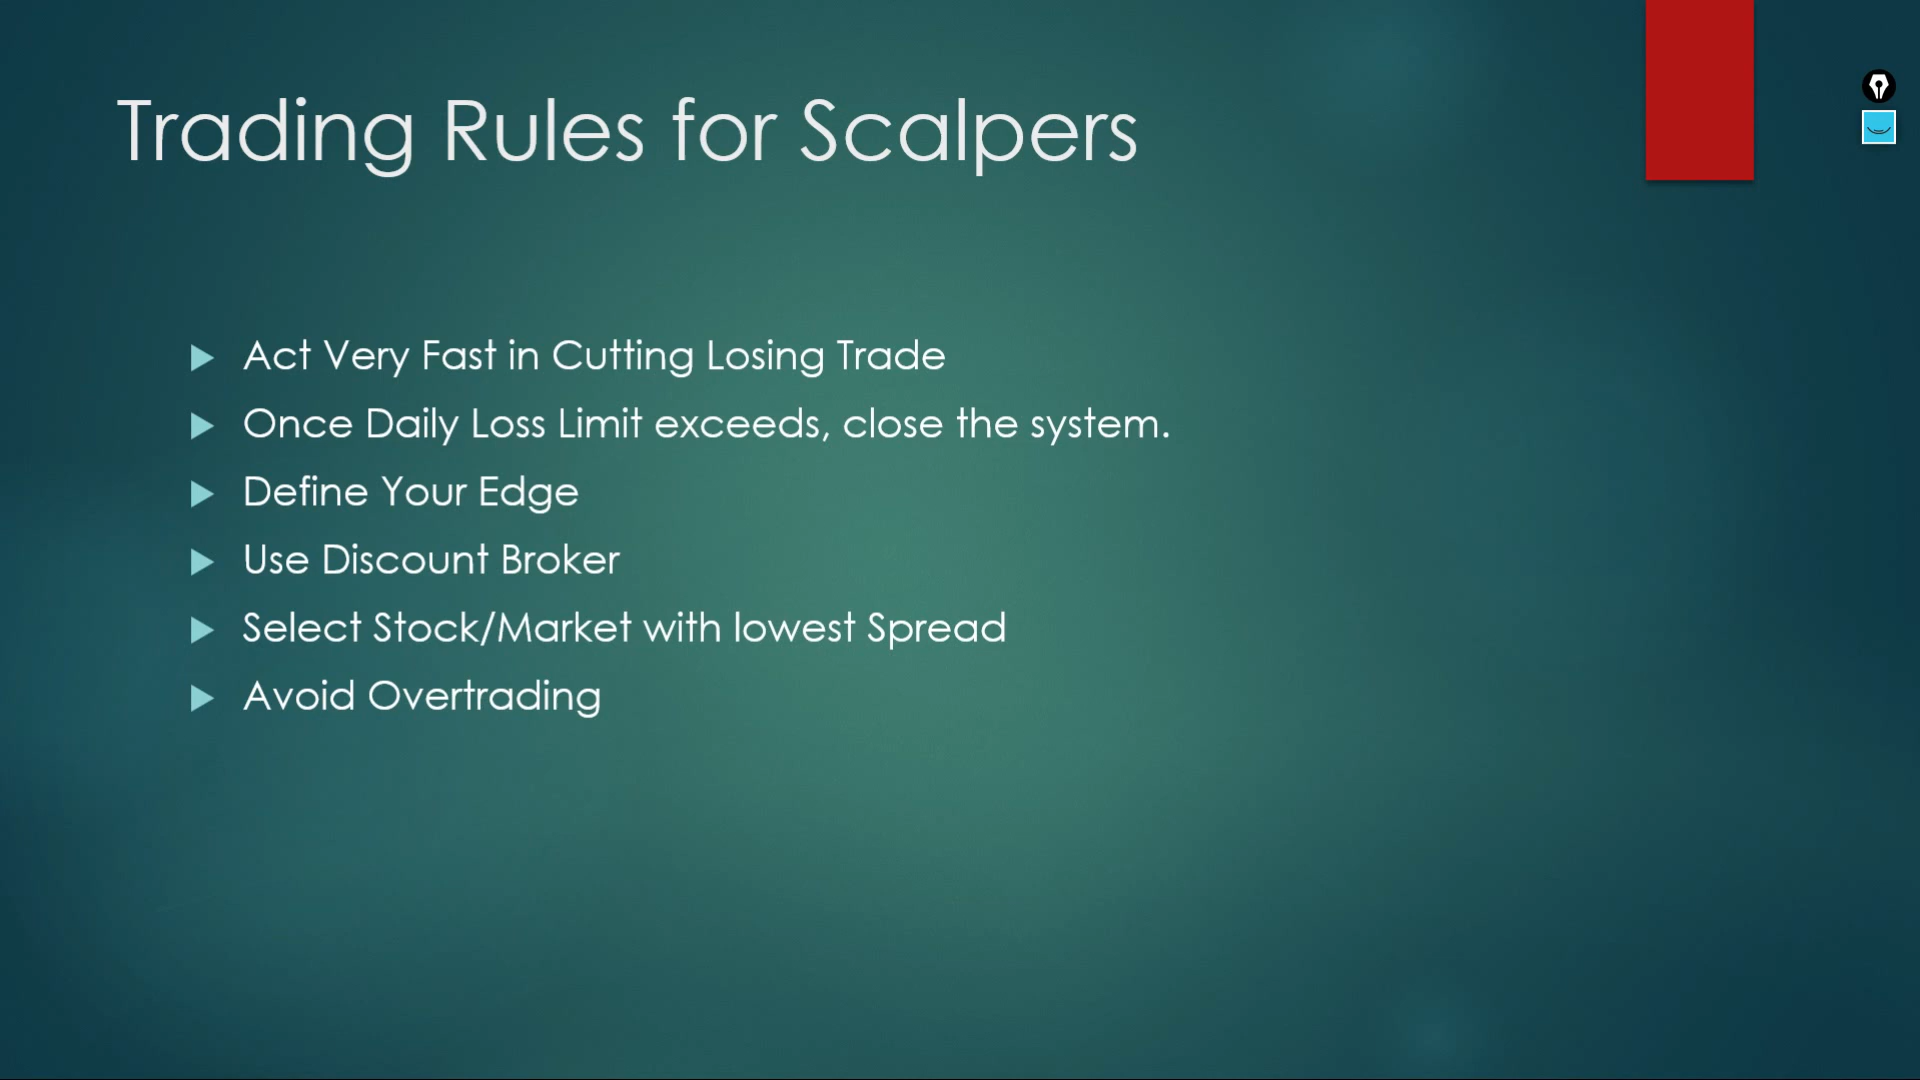 Trading Rules for Scalpers
Act Very Fast in Cutting Losing Trade
Once Daily Loss Limit exceeds, close the system.
Define Your Edge
Use Discount Broker
Select Stock/Market with lowest Spread
Avoid Overtrading